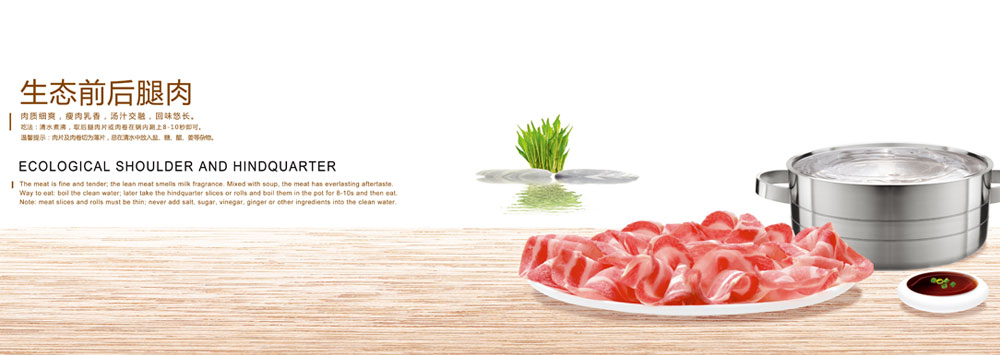 生态前后腿肉
肉质细爽，瘦肉乳香，汤汁交融，回味悠长。
吃法：清水煮沸，取后腿肉片或肉卷在锅内涮上8-10秒即可。
温馨提示：肉片及肉卷切为薄片，忌在清水中放入盐、糖、醋、姜等杂物。
ECOLOGICAL SHOULDER AND HINDQUARTER
The meat is fine and tender; the lean meat smells milk fragrance. Mixed with soup, the meat has everlasting aftertaste.
Way to eat: boil the clean water; later take the hindquarter slices or rolls and boil them in the pot for 8-10s and then eat.
Note: meat slices and rolls must be thin; never add salt, sugar, vinegar, ginger or other ingredients into the clean water.